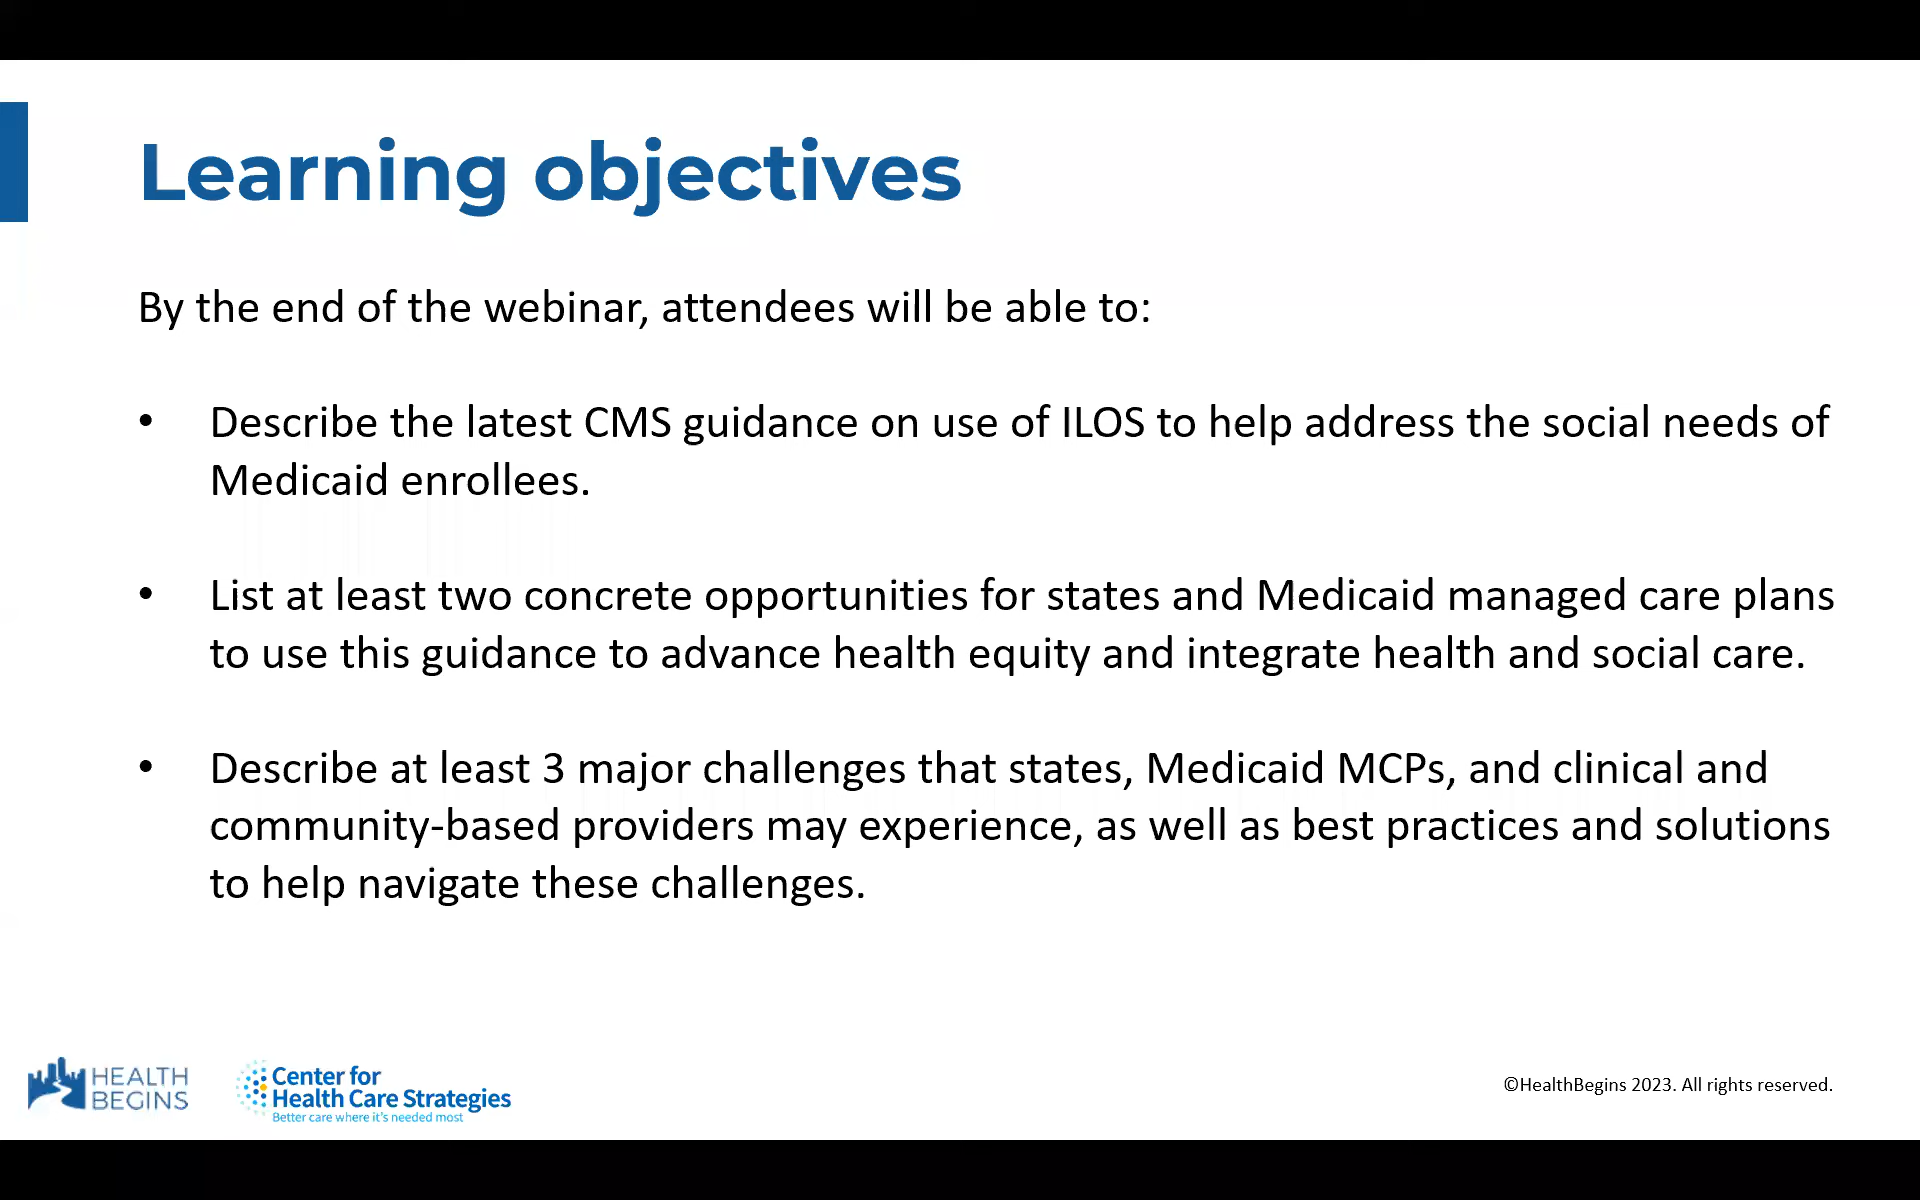 Learning objectives
By the end of the webinar, attendees will be able to:
• Describe the latest CMS guidance on use of ILOS to help address the social needs of
Medicaid enrollees.
• List at least two concrete opportunities for states and Medicaid managed care plans
to use this guidance to advance health equity and integrate health and social care.
• Describe at least 3 major challenges that states, Medicaid MCPs, and clinical and
community-based providers may experience, as well as best practices and solutions
to help navigate these challenges.
HEALTH
BEGINS
Center for
Health Care Strategies
Better care where it's needed most
©HealthBegins 2023. All rights reserved.